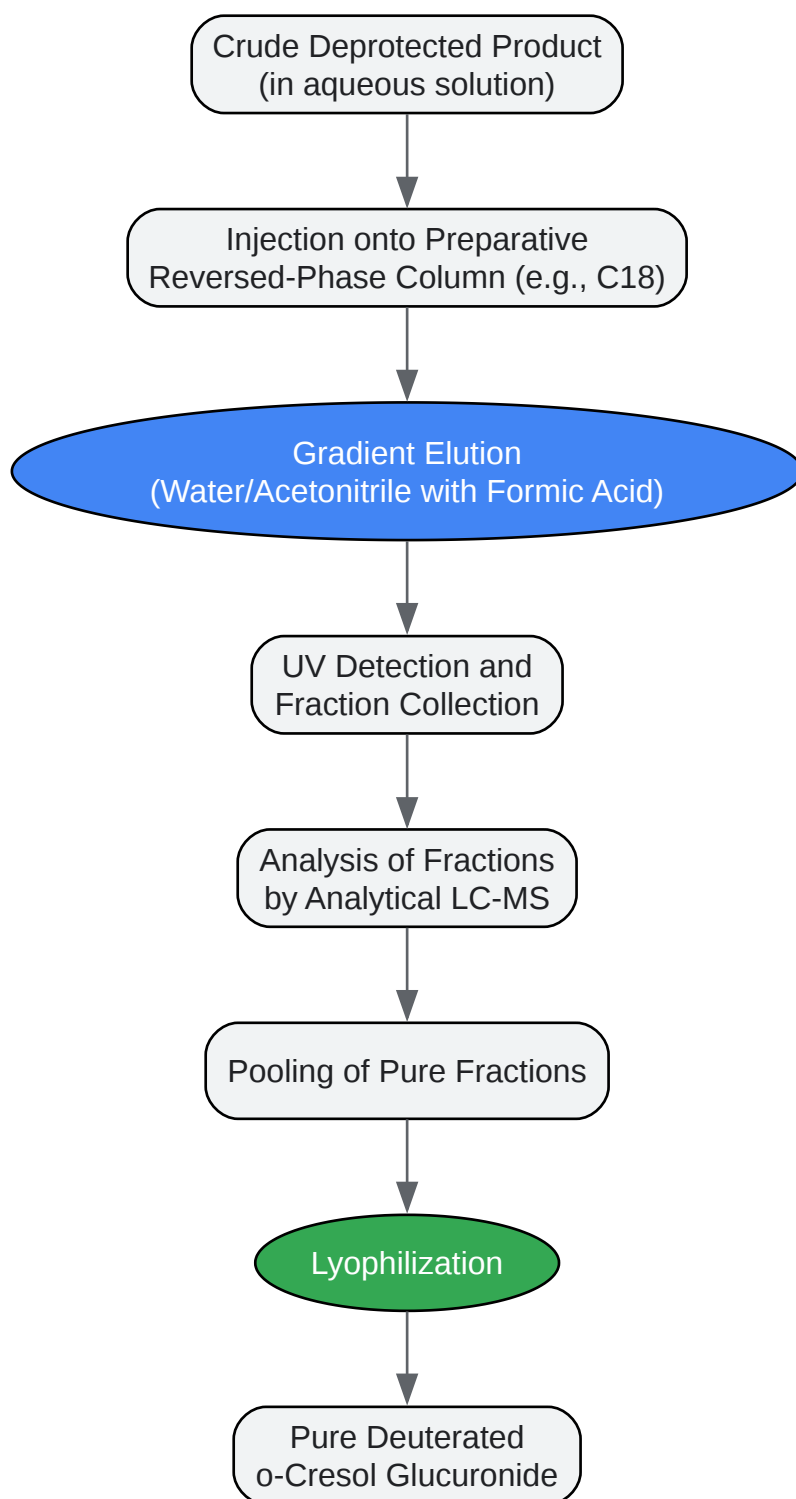 Crude Deprotected Product
(in aqueous solution)
Injection onto Preparative
Reversed-Phase Column (e.g., C18)
Gradient Elution
(Water/Acetonitrile with Formic Acid)
UV Detection and
Fraction Collection
Analysis of Fractions
by Analytical LC-MS
Pooling of Pure Fractions
Lyophilization
Pure Deuterated
o-Cresol Glucuronide